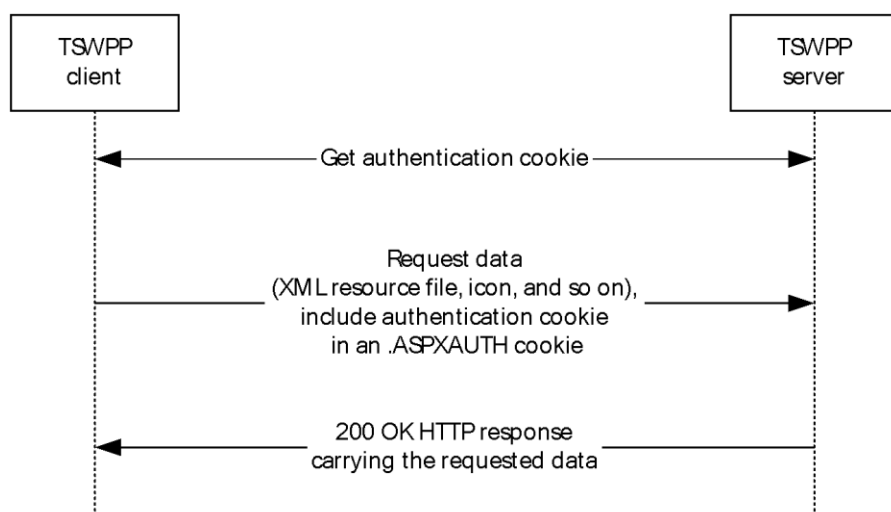 TSWPP
client
TSWPP
server
Get authentication cookie
Request data
(XML resource file, icon, and so on),
include authentication cookie
in an .ASPXAUTH cookie
200 OK HTTP response
carrying the requested data